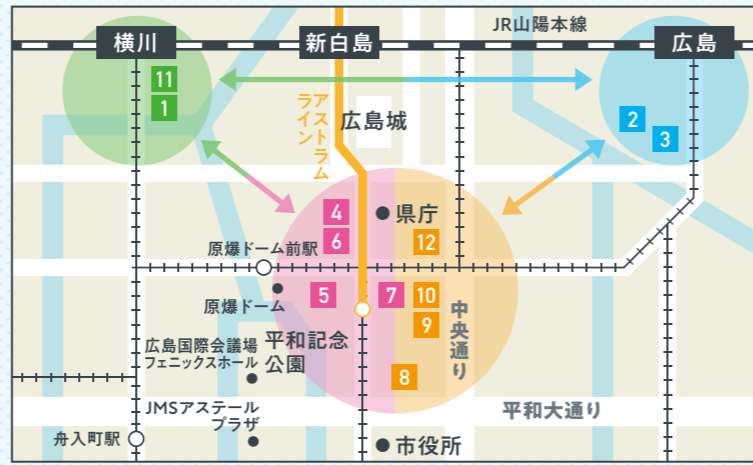 JR山陽本線
横川
新白島
広島
11
1
アストラム
ライン
広島城
2
3
4
県庁
6
12
原爆ドーム前駅
5
7
10
原爆ドーム
9
中央通り
平和記念
公園
広島国際会議場
フェニックスホール
8
JMSアステール
プラザ
平和大通り
舟入町駅
市役所